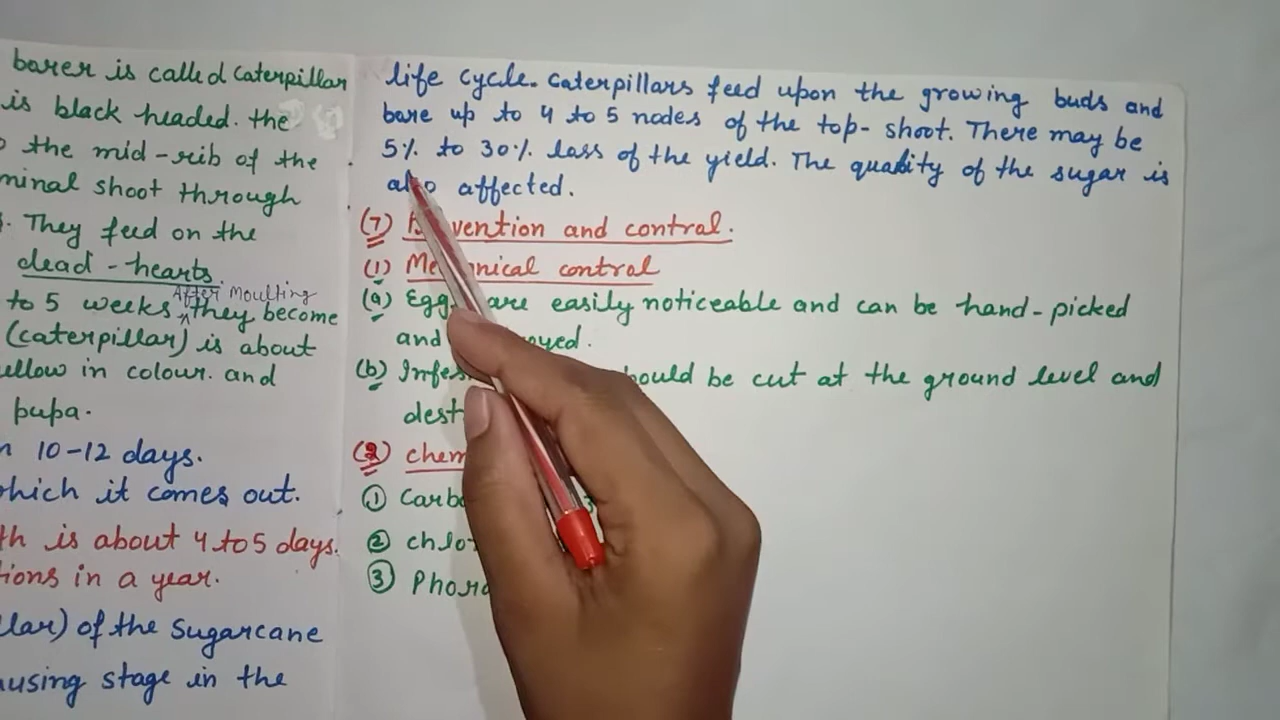 barer is called Caterpillar
is black headed. the
the mid-rib of the
minal shoot through
They feed on the
dead-hearts.
After Moulting
to 5 weeks they become
(caterpillar) is about
ellow in colour. and
pupa.
10-12 days.
which it comes out.
th is about 4 to 5 days.
tions in a year.
llar) of the Sugarcane
ausing stage in the
life cycle. Caterpillars feed upon the growing buds and
bore up to 4 to 5 nodes of the top-shoot. There may be
5% to 30% loss of the yield. The quality of the sugar is
also affected.
(7) vention and control.
(1) Me nical control
(a) Egg are easily noticeable and can be hand-picked
and oyed.
(b) Infes ould be cut at the ground level and
dest
(2) chem
① Carbo 3
② chlo
③ Phora